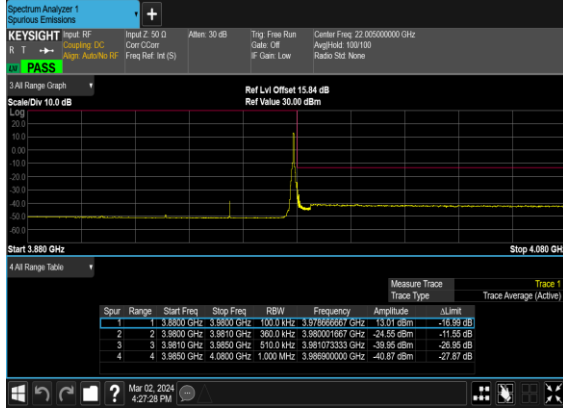 Spectrum Analyzer 1
Spurious Emissions
+
KEYSIGHT Input: RF Input Z: 50 Ω Atten: 30 dB Trig: Free Run Center Freq: 22.005000000 GHz
R T Coupling: DC Corr CCorr Gate: Off Avg|Hold: 100/100
Align: Auto/No RF Freq Ref: Int (S) IF Gain: Low Radio Std: None
PASS
3 All Range Graph
Ref Lvl Offset 15.84 dB
Scale/Div 10.0 dB Ref Value 30.00 dBm
Log
20.0
10.0
0.00
-10.0
-20.0
-30.0
-40.0
-50.0
-60.0
Start 3.880 GHz Stop 4.080 GHz
4 All Range Table
Measure Trace Trace 1
Trace Type Trace Average (Active)
Spur Range Start Freq Stop Freq RBW Frequency Amplitude ΔLimit
1 1 3.8800 GHz 3.9800 GHz 100.0 kHz 3.978666667 GHz 13.01 dBm -16.99 dB
2 2 3.9800 GHz 3.9810 GHz 360.0 kHz 3.980001667 GHz -24.55 dBm -11.55 dB
3 3 3.9810 GHz 3.9850 GHz 510.0 kHz 3.981073333 GHz -39.95 dBm -26.95 dB
4 4 3.9850 GHz 4.0800 GHz 1.000 MHz 3.986900000 GHz -40.87 dBm -27.87 dB
? Mar 02, 2024
4:27:28 PM